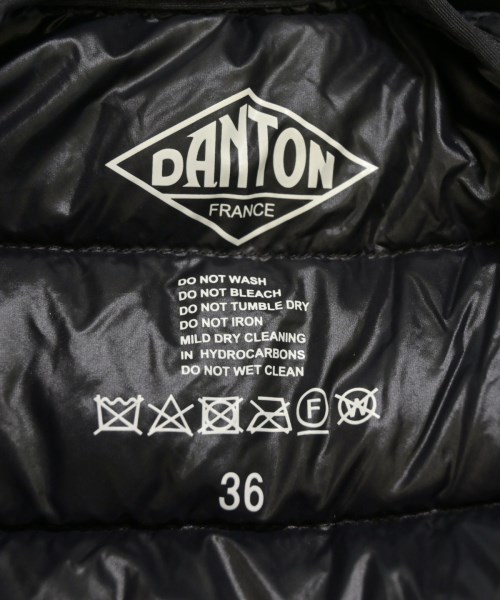 DANTON
FRANCE
DO NOT WASH
DO NOT BLEACH
DO NOT TUMBLE DRY
DO NOT IRON
MILD DRY CLEANING
IN HYDROCARBONS
DO NOT WET CLEAN
F W
36